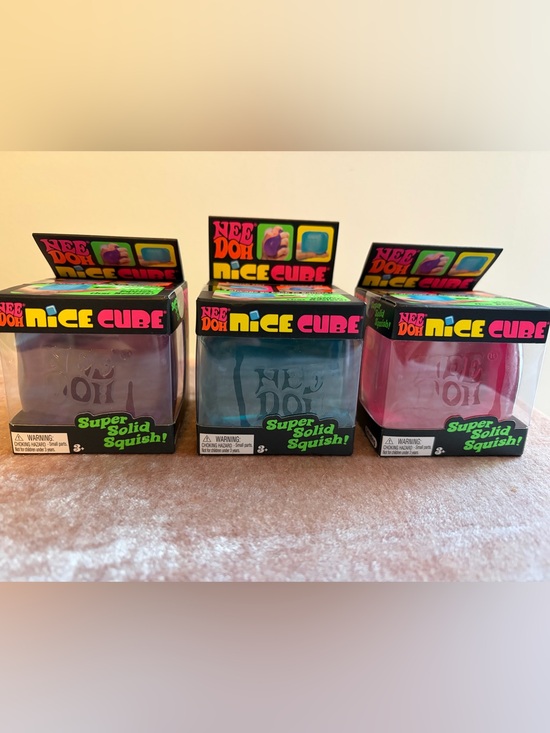 NEE
DOH
NICE CUBE
NEE
DOH
NICE CUBE
Super
Solid
Squish!
WARNING:
CHOKING HAZARD - Small parts.
Not for children under 3 years.
3+
NEE
DOH
NICE CUBE
NEE
DOH
NICE CUBE
NEE
DOH
Super
Solid
Squish!
WARNING:
CHOKING HAZARD - Small parts.
Not for children under 3 years.
3+
NEE
DOH
NICE CUBE
NEE
DOH
NICE CUBE
Super
Solid
Squish!
WARNING:
CHOKING HAZARD - Small parts.
Not for children under 3 years.
3+